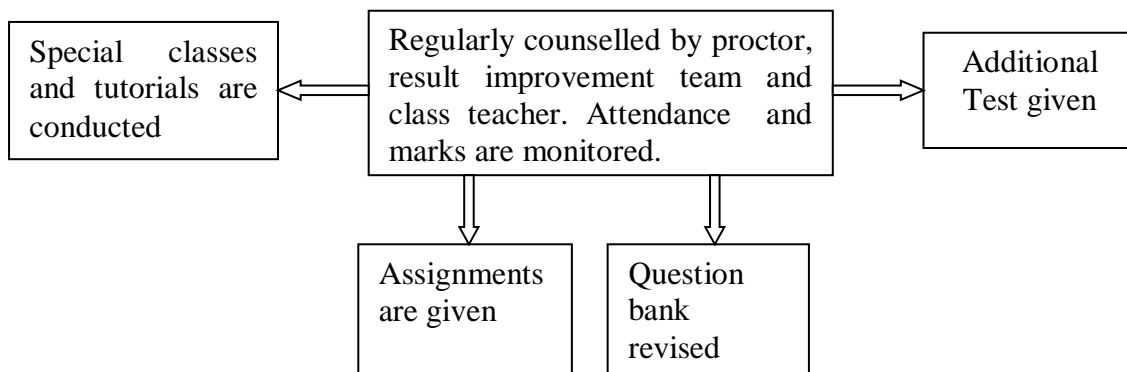 Special classes
and tutorials are
conducted
Regularly counselled by proctor,
result improvement team and
class teacher. Attendance and
marks are monitored.
Additional
Test given
Assignments
are given
Question
bank
revised